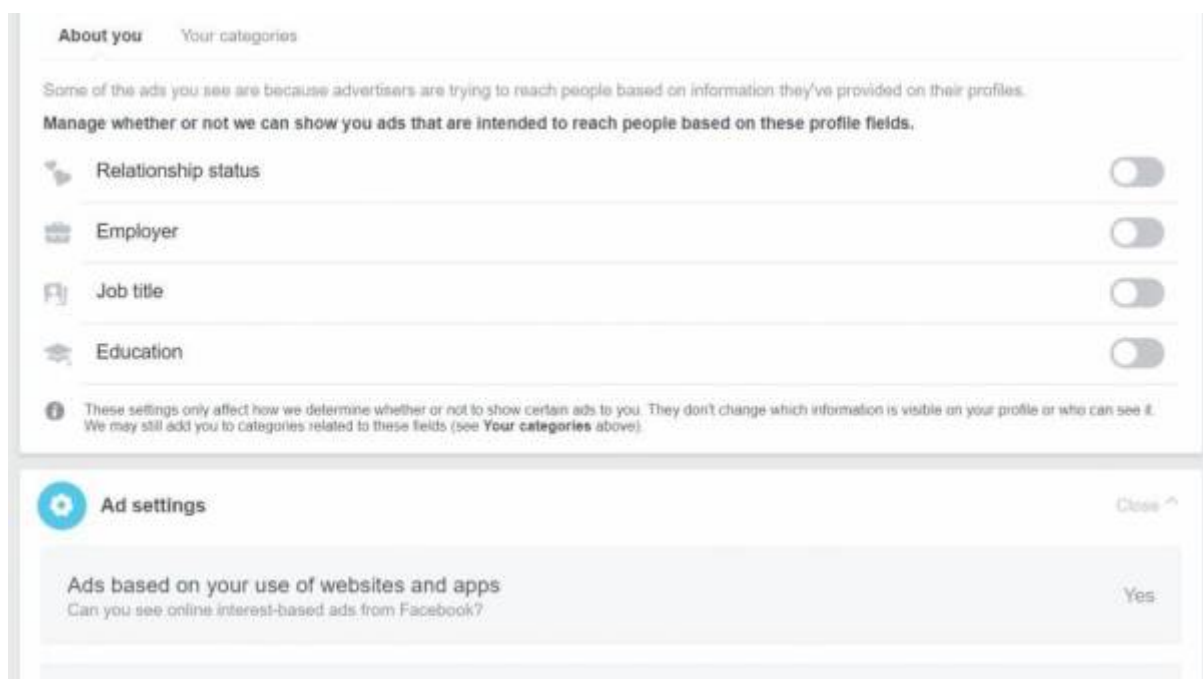 About you Your categories
Some of the ads you see are because advertisers are trying to reach people based on information they've provided on their profiles.
Manage whether or not we can show you ads that are intended to reach people based on these profile fields.
Relationship status
Employer
Job title
Education
These settings only affect how we determine whether or not to show certain ads to you. They don't change which information is visible on your profile or who can see it.
We may still add you to categories related to these fields (see Your categories above)
Ad settings Close
Ads based on your use of websites and apps
Can you see online interest-based ads from Facebook? Yes